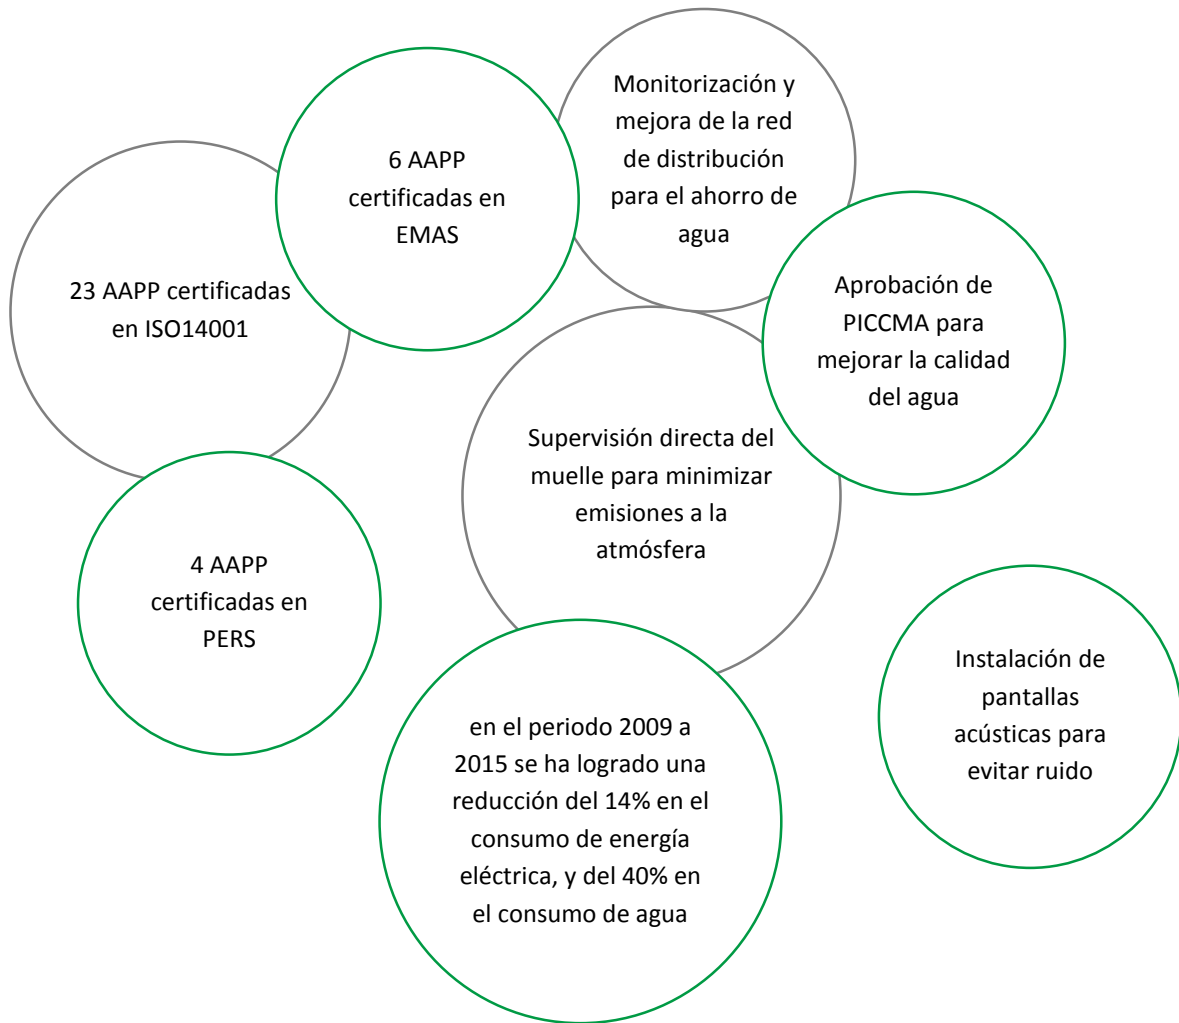 Monitorización y
mejora de la red
de distribución
para el ahorro de
agua
6 AAPP
certificadas en
EMAS
23 AAPP certificadas
en ISO14001
Aprobación de
PICCMA para
mejorar la calidad
del agua
Supervisión directa del
muelle para minimizar
emisiones a la
atmósfera
4 AAPP
certificadas en
PERS
Instalación de
pantallas
acústicas para
evitar ruido
en el periodo 2009 a
2015 se ha logrado una
reducción del 14% en el
consumo de energía
eléctrica, y del 40% en
el consumo de agua